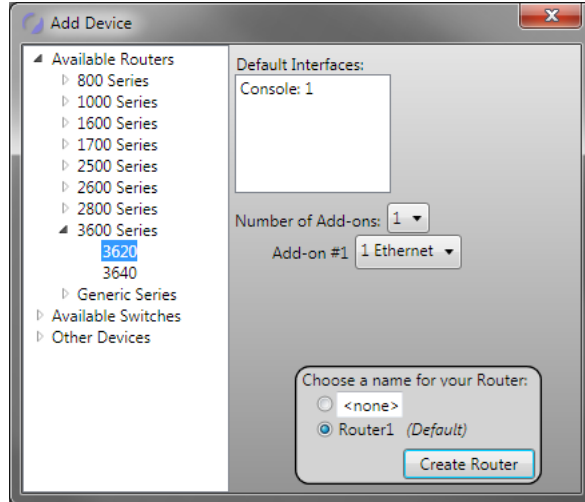 Add Device
Available Routers
800 Series
1000 Series
1600 Series
1700 Series
2500 Series
2600 Series
2800 Series
3600 Series
3620
3640
Generic Series
Available Switches
Other Devices
Default Interfaces:
Console: 1
Number of Add-ons: 1
Add-on #1 1 Ethernet
Choose a name for your Router:
<none>
Router1 (Default)
Create Router